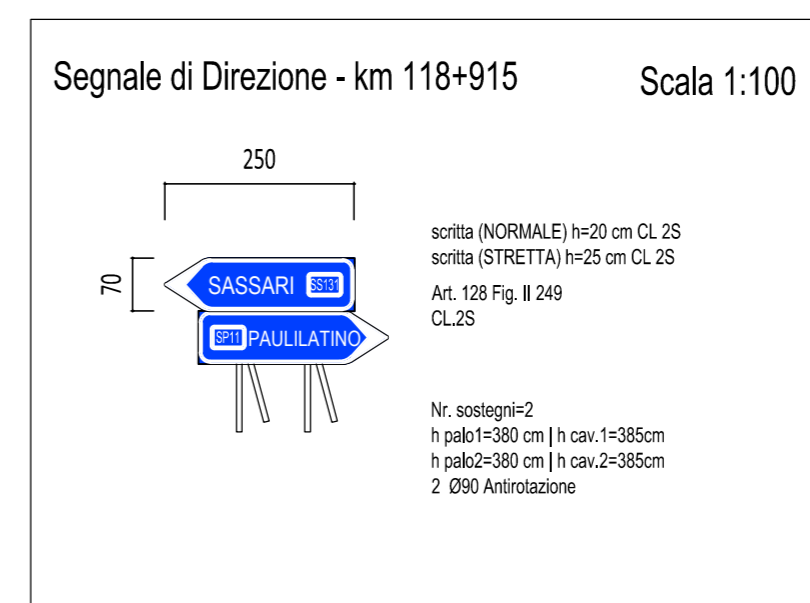 Segnale di Direzione - km 118+915
Scala 1:100
250
70
scritta (NORMALE) h=20 cm CL 2S
scritta (STRETTA) h=25 cm CL 2S
Art. 128 Fig. II 249
CL.2S
SASSARI SS131
SP11 PAULILATINO
Nr. sostegni=2
h palo1=380 cm | h cav.1=385cm
h palo2=380 cm | h cav.2=385cm
2 Ø90 Antirotazione